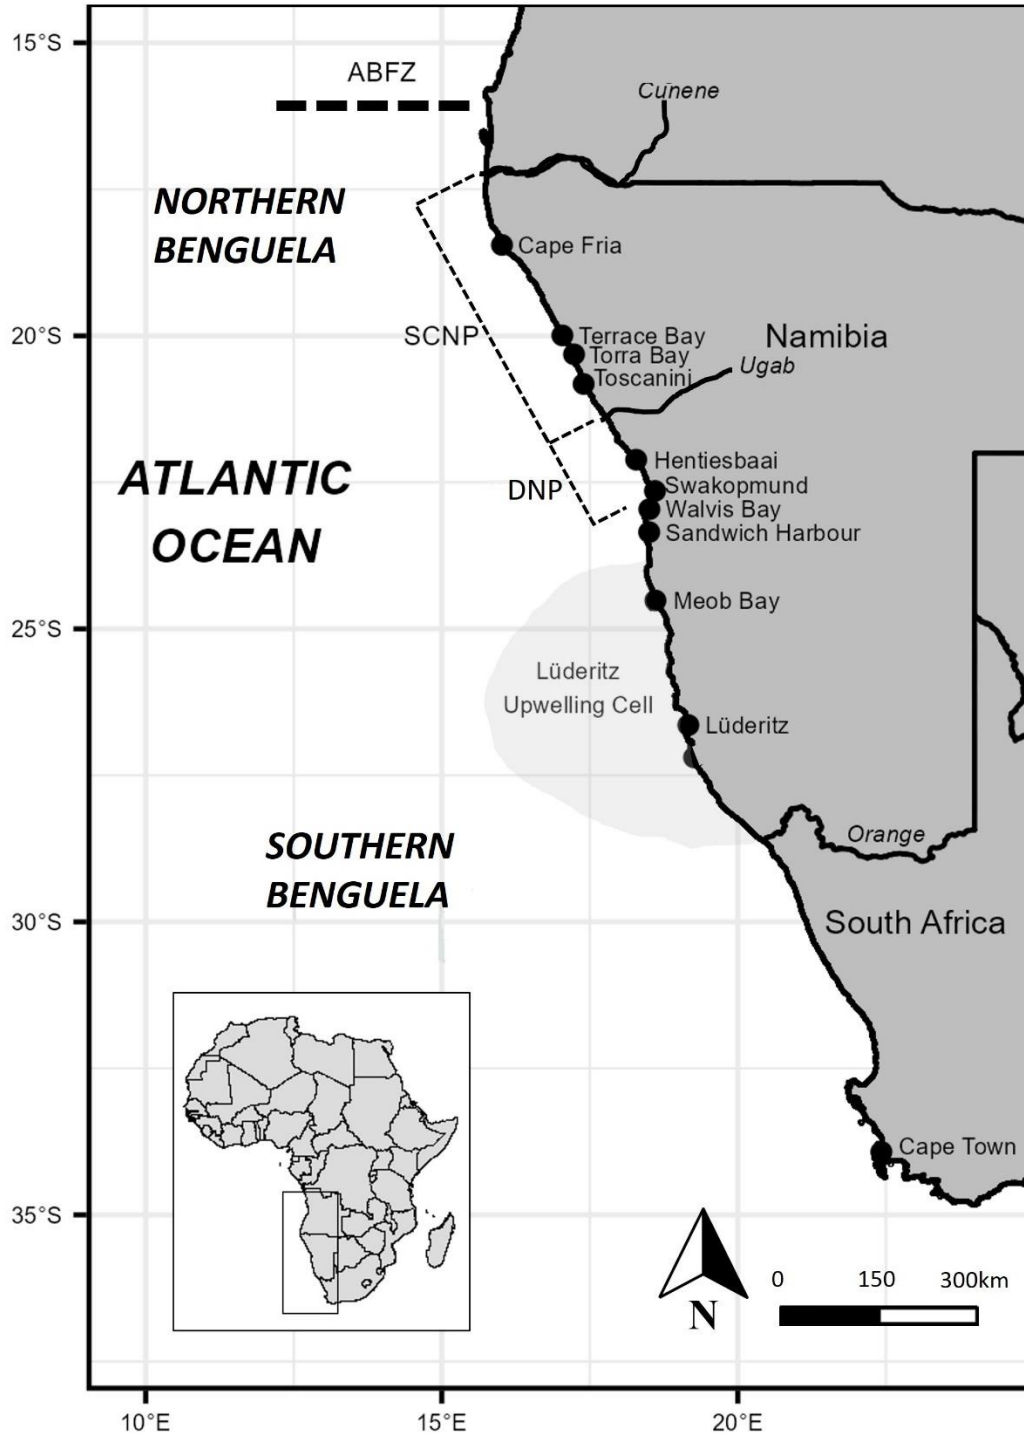 15°S
ABFZ
Cunene
NORTHERN
BENGUELA
Cape Fria
20°S
SCNP
Terrace Bay
Torra Bay
Toscanini
Namibia
Ugab
ATLANTIC
OCEAN
DNP
Hentiesbaai
Swakopmund
Walvis Bay
Sandwich Harbour
Meob Bay
25°S
Lüderitz
Upwelling Cell
Lüderitz
SOUTHERN
BENGUELA
Orange
30°S
South Africa
Cape Town
35°S
N
0 150 300km
10°E 15°E 20°E